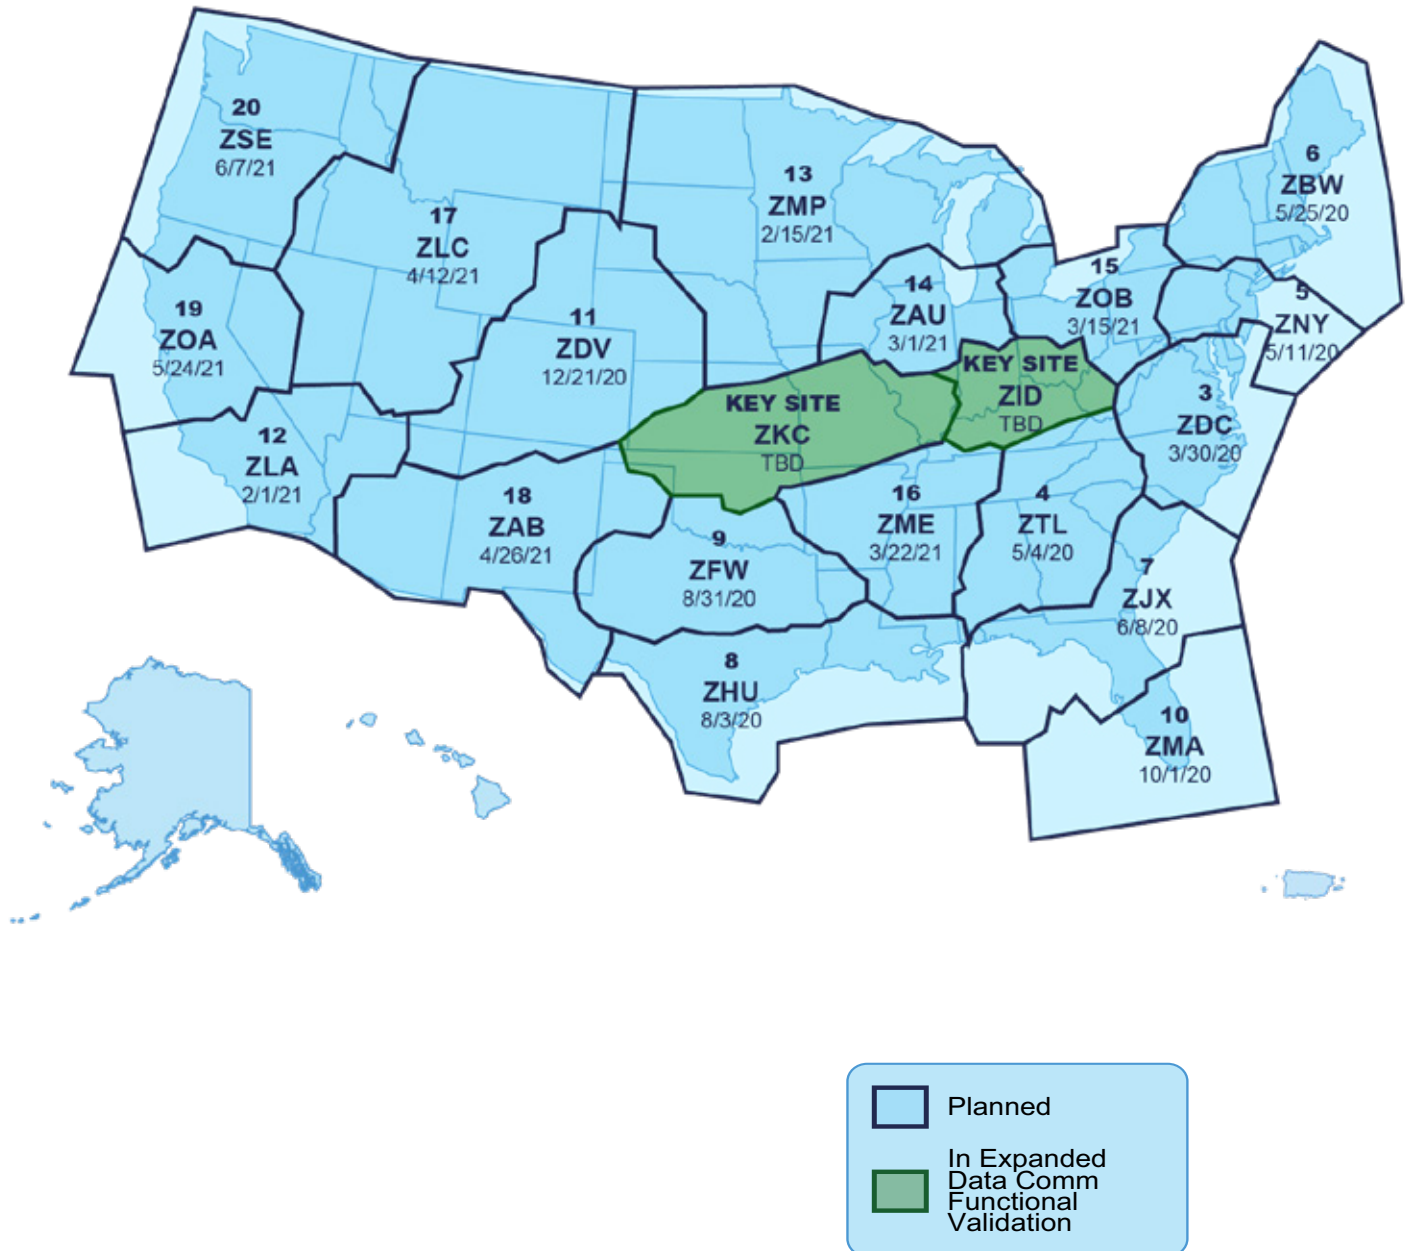 20
ZSE
6/7/21
17
ZLC
4/12/21
13
ZMP
2/15/21
6
ZBW
5/25/20
19
ZOA
5/24/21
11
ZDV
12/21/20
14
ZAU
3/1/21
15
ZOB
3/15/21
5
ZNY
5/11/20
KEY SITE
ZKC
TBD
KEY SITE
ZID
TBD
3
ZDC
3/30/20
12
ZLA
2/1/21
18
ZAB
4/26/21
9
ZFW
8/31/20
16
ZME
3/22/21
4
ZTL
5/4/20
7
ZJX
6/8/20
8
ZHU
8/3/20
10
ZMA
10/1/20
Planned
In Expanded
Data Comm
Functional
Validation